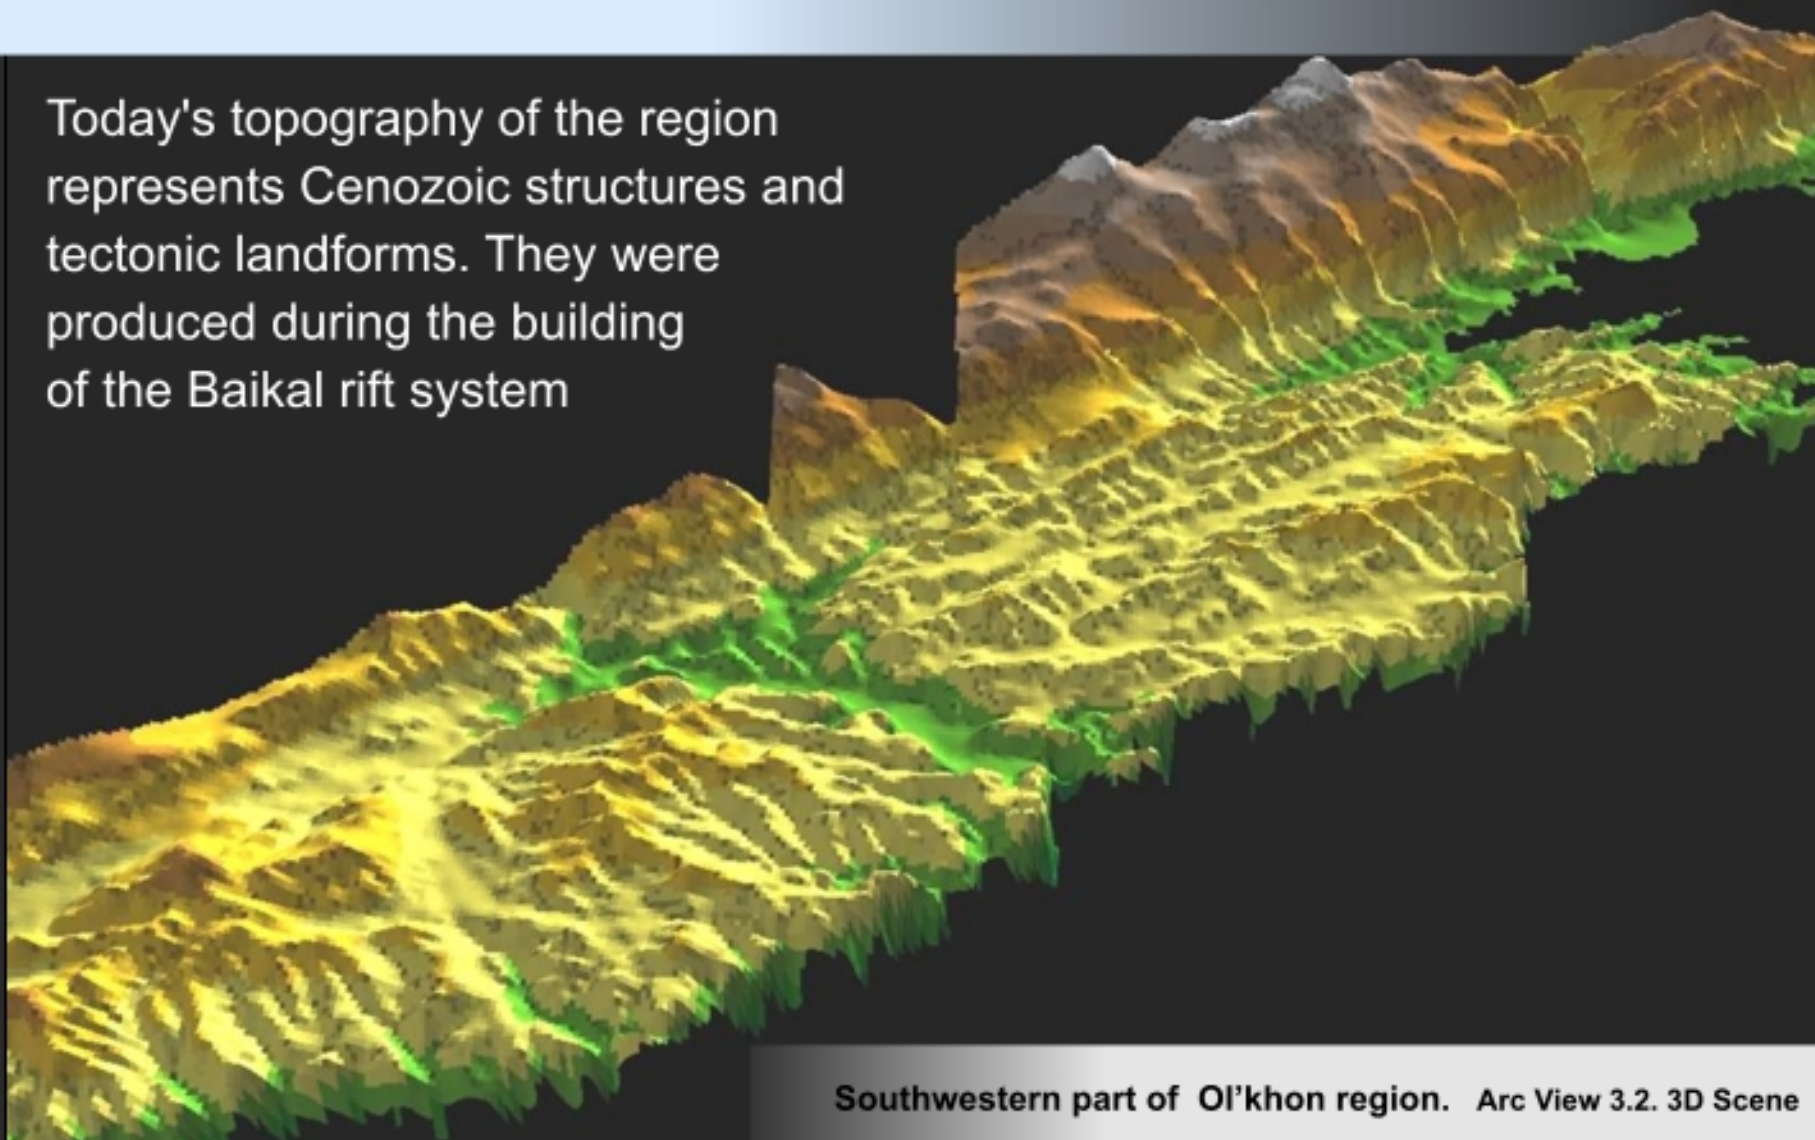 Today's topography of the region
represents Cenozoic structures and
tectonic landforms. They were
produced during the building
of the Baikal rift system
Southwestern part of Ol’khon region. Arc View 3.2. 3D Scene